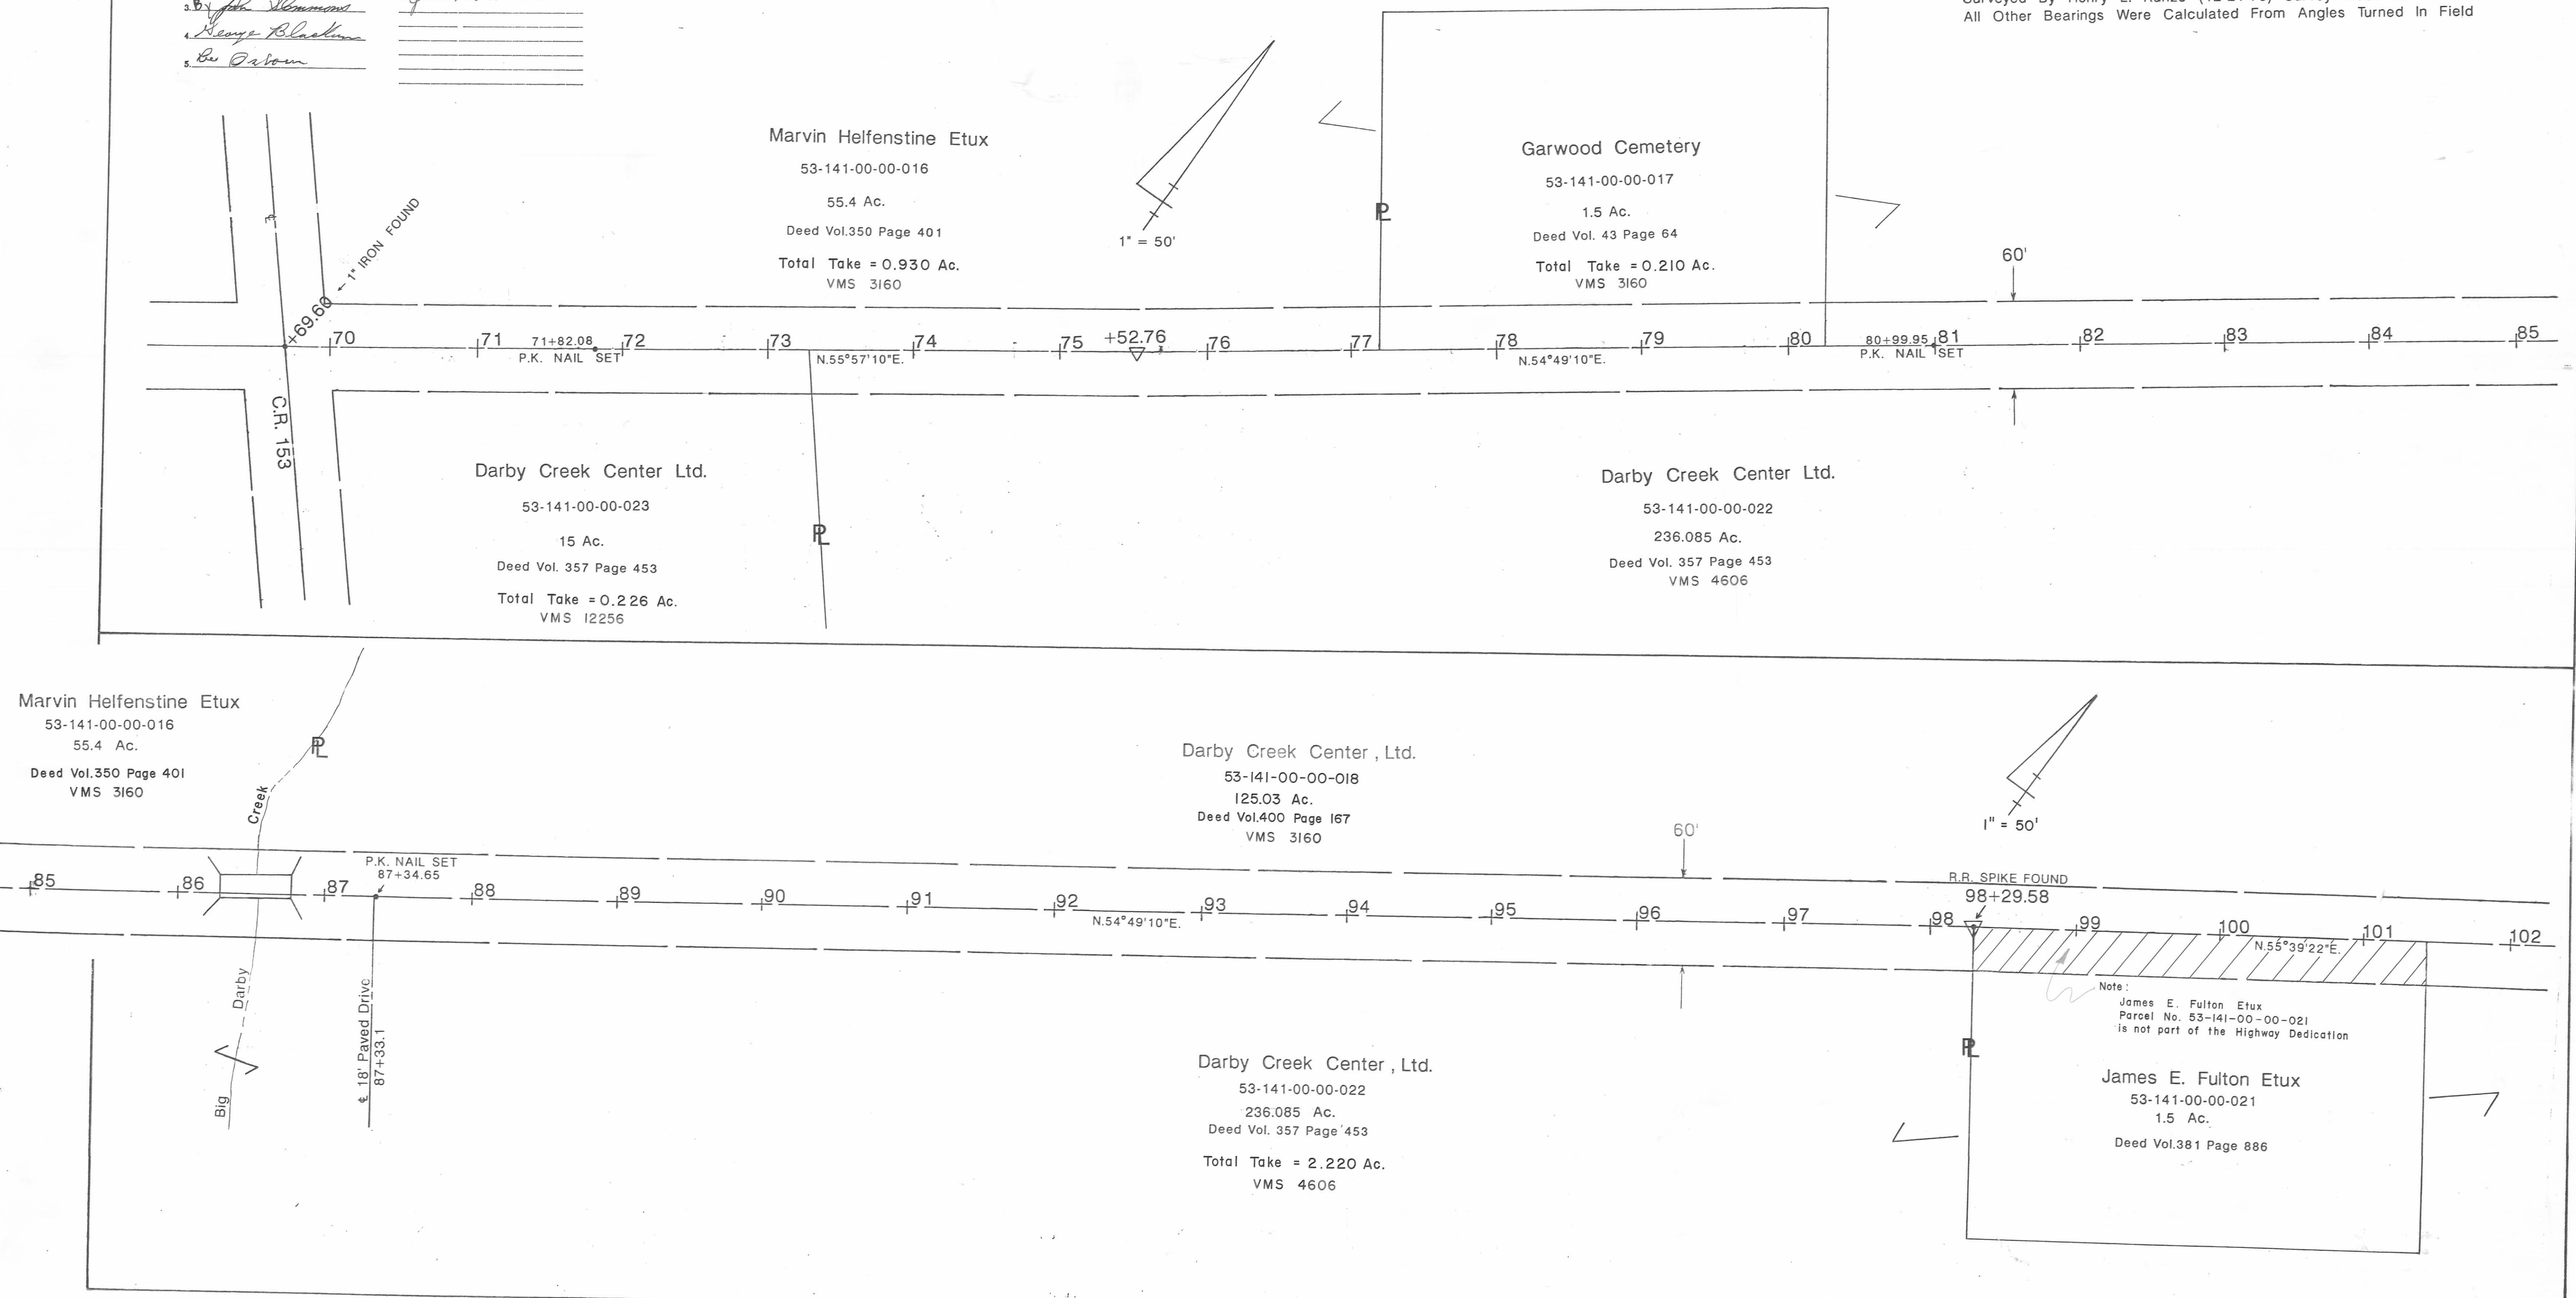 3. By John Simmons
4. George Blackum
5.
All Other Bearings Were Calculated From Angles Turned In Field
Marvin Helfenstine Etux
53-141-00-00-016
55.4 Ac.
Deed Vol.350 Page 401
Total Take = 0.930 Ac.
VMS 3160
1" = 50'
Garwood Cemetery
53-141-00-00-017
1.5 Ac.
Deed Vol. 43 Page 64
Total Take = 0.210 Ac.
VMS 3160
PL
60'
1" IRON FOUND
+69.60
70 71 71+82.08 72 73 74 75 +52.76 76 77 78 79 80 80+99.95 81 82 83 84 85
P.K. NAIL SET N.55°57'10"E. N.54°49'10"E. P.K. NAIL SET
C.R. 153
Darby Creek Center Ltd.
53-141-00-00-023
15 Ac.
Deed Vol. 357 Page 453
Total Take = 0.226 Ac.
VMS 12256
PL
Darby Creek Center Ltd.
53-141-00-00-022
236.085 Ac.
Deed Vol. 357 Page 453
VMS 4606
Marvin Helfenstine Etux
53-141-00-00-016
55.4 Ac.
Deed Vol.350 Page 401
VMS 3160
PL
Darby Creek Center, Ltd.
53-141-00-00-018
125.03 Ac.
Deed Vol.400 Page 167
VMS 3160
60'
1" = 50'
P.K. NAIL SET
87+34.65
R.R. SPIKE FOUND
98+29.58
85 86 87 88 89 90 91 92 93 94 95 96 97 98 99 100 101 102
N.54°49'10"E. N.55°39'22"E.
Big Darby Creek
℄ 18' Paved Drive
87+33.1
Note :
James E. Fulton Etux
Parcel No. 53-141-00-00-021
is not part of the Highway Dedication
PL
Darby Creek Center, Ltd.
53-141-00-00-022
236.085 Ac.
Deed Vol. 357 Page 453
Total Take = 2.220 Ac.
VMS 4606
James E. Fulton Etux
53-141-00-00-021
1.5 Ac.
Deed Vol.381 Page 886